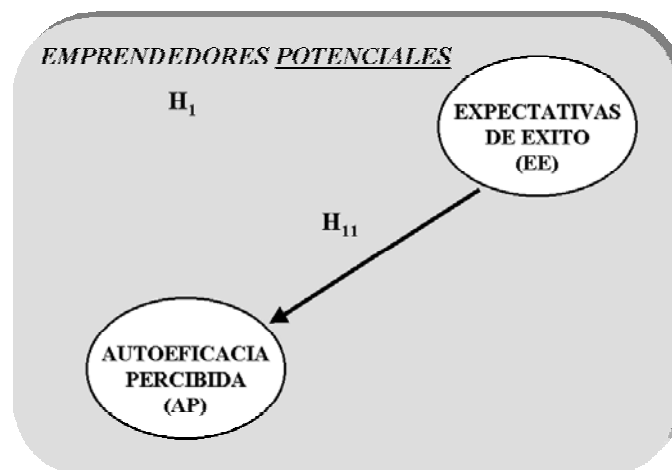 EMPRENDEDORES POTENCIALES
H1
EXPECTATIVAS
DE EXITO
(EE)
H11
AUTOEFICACIA
PERCIBIDA
(AP)